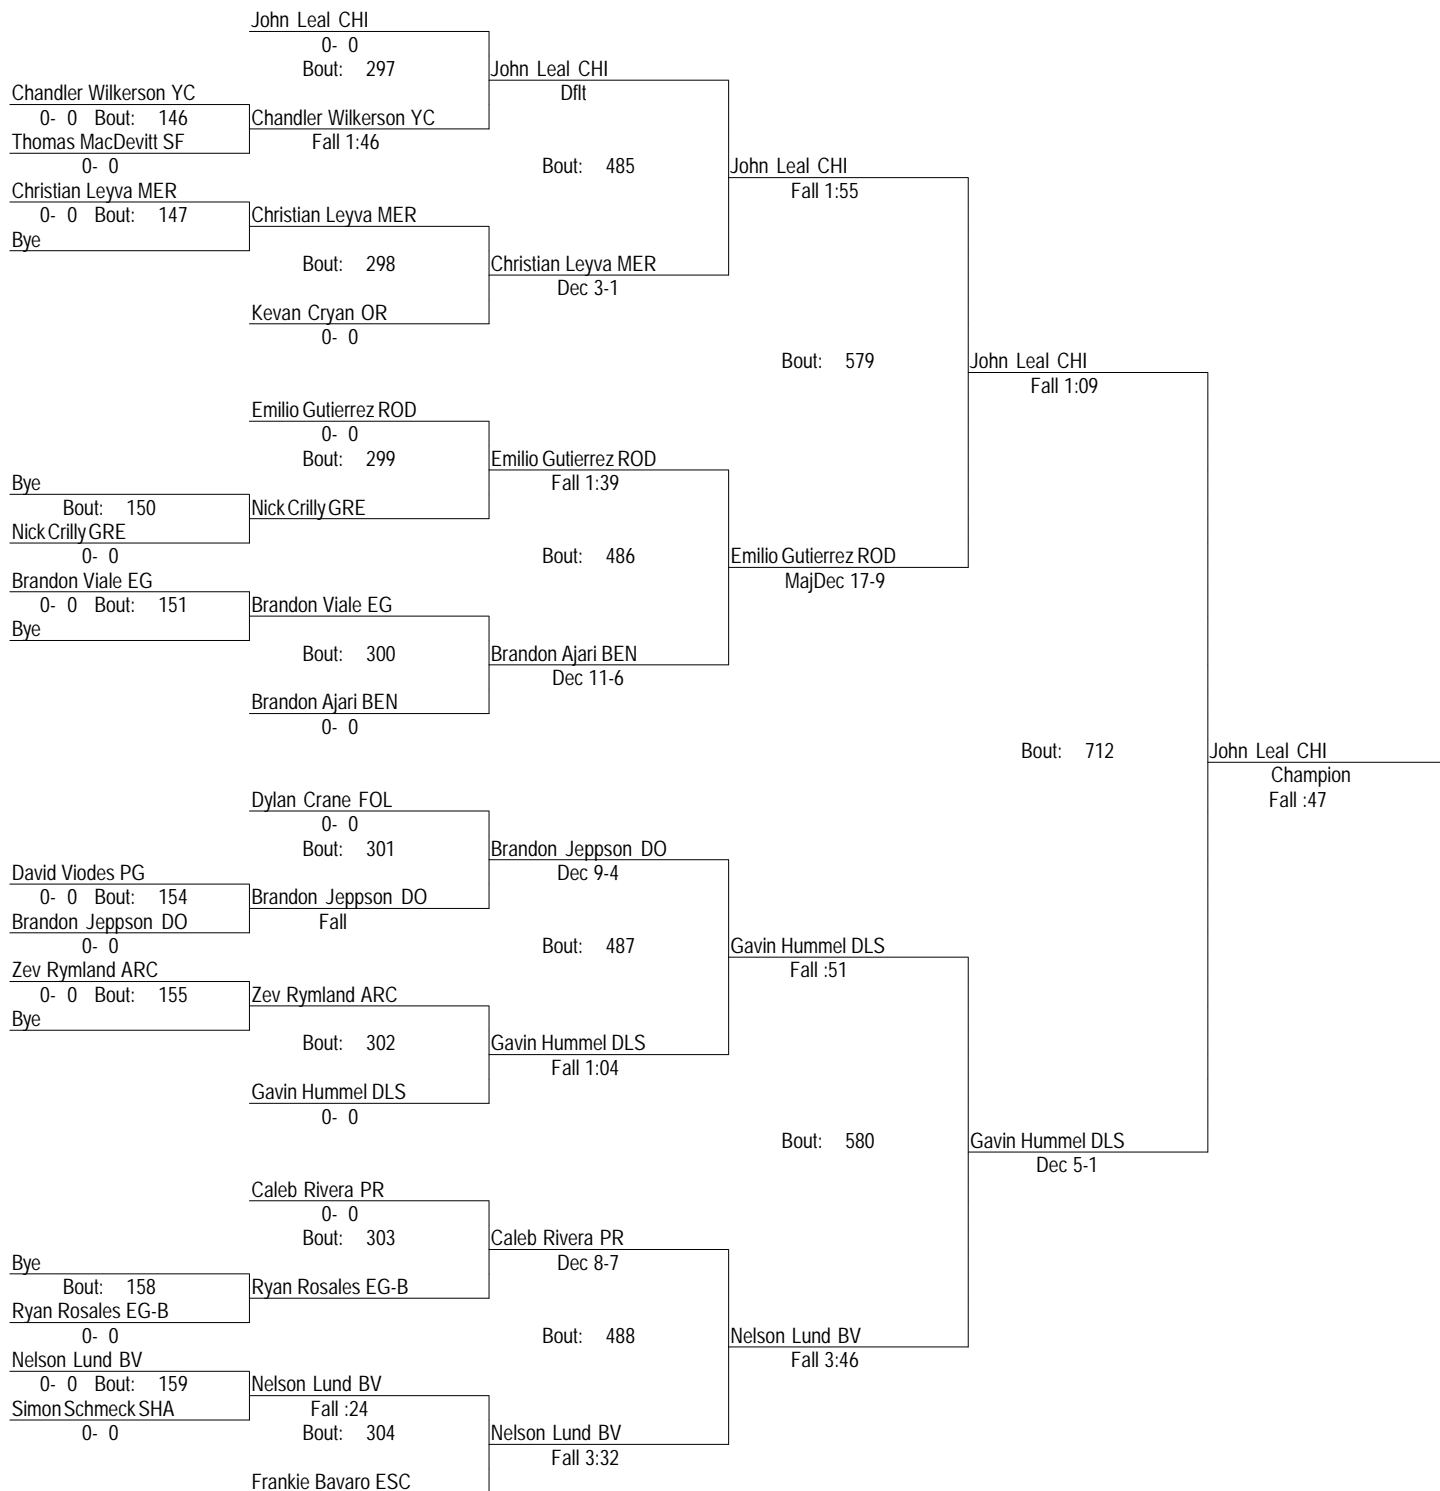 John Leal CHI
0- 0
Bout: 297
John Leal CHI
Dflt
Chandler Wilkerson YC
0- 0 Bout: 146
Chandler Wilkerson YC
Thomas MacDevitt SF
Fall 1:46
0- 0
Bout: 485
John Leal CHI
Fall 1:55
Christian Leyva MER
0- 0 Bout: 147
Christian Leyva MER
Bye
Bout: 298
Christian Leyva MER
Dec 3-1
Kevan Cryan OR
0- 0
Bout: 579
John Leal CHI
Fall 1:09
Emilio Gutierrez ROD
0- 0
Bout: 299
Emilio Gutierrez ROD
Fall 1:39
Bye
Bout: 150
Nick Crilly GRE
Nick Crilly GRE
0- 0
Bout: 486
Emilio Gutierrez ROD
MajDec 17-9
Brandon Viale EG
0- 0 Bout: 151
Brandon Viale EG
Bye
Bout: 300
Brandon Ajari BEN
Dec 11-6
Brandon Ajari BEN
0- 0
Bout: 712
John Leal CHI
Champion
Fall :47
Dylan Crane FOL
0- 0
Bout: 301
Brandon Jeppson DO
Dec 9-4
David Viodes PG
0- 0 Bout: 154
Brandon Jeppson DO
Brandon Jeppson DO
Fall
0- 0
Bout: 487
Gavin Hummel DLS
Fall :51
Zev Rymland ARC
0- 0 Bout: 155
Zev Rymland ARC
Bye
Bout: 302
Gavin Hummel DLS
Fall 1:04
Gavin Hummel DLS
0- 0
Bout: 580
Gavin Hummel DLS
Dec 5-1
Caleb Rivera PR
0- 0
Bout: 303
Caleb Rivera PR
Dec 8-7
Bye
Bout: 158
Ryan Rosales EG-B
Ryan Rosales EG-B
0- 0
Bout: 488
Nelson Lund BV
Fall 3:46
Nelson Lund BV
0- 0 Bout: 159
Nelson Lund BV
Simon Schmeck SHA
Fall :24
0- 0
Bout: 304
Nelson Lund BV
Fall 3:32
Frankie Bavaro ESC